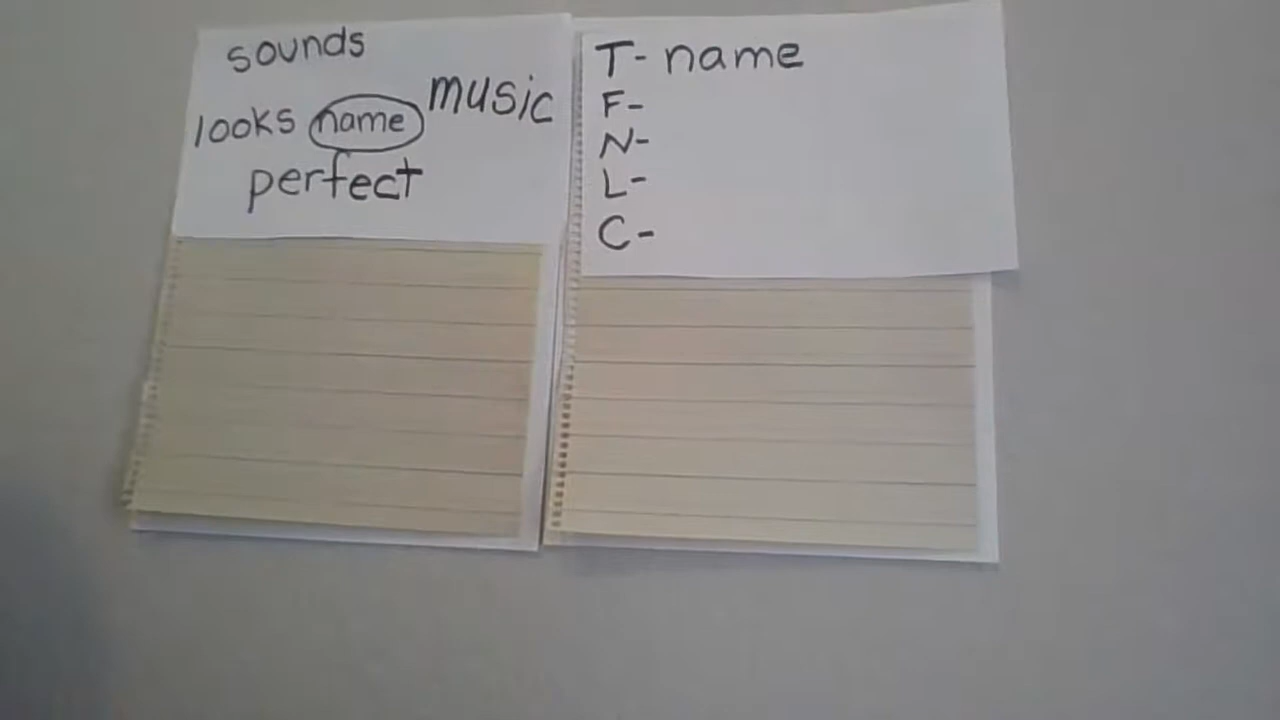 sounds
looks name music
perfect
T- name
F-
N-
L-
C-